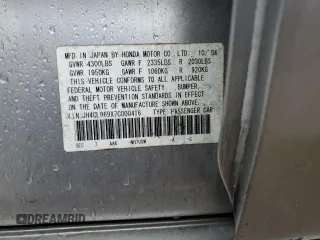 MFD. IN JAPAN BY HONDA MOTOR CO., LTD. 10/'04
GVWR 4300LBS GAWR F 2335LBS R 2030LBS
GVWR 1950KG GAWR F 1060KG R 920KG
THIS VEHICLE CONFORMS TO ALL APPLICABLE
FEDERAL MOTOR VEHICLE SAFETY, BUMPER,
AND THEFT PREVENTION STANDARDS IN EFFECT
ON THE DATE OF MANUFACTURE SHOWN ABOVE.
V.I.N: TYPE: PASSENGER CAR
DREAMBID